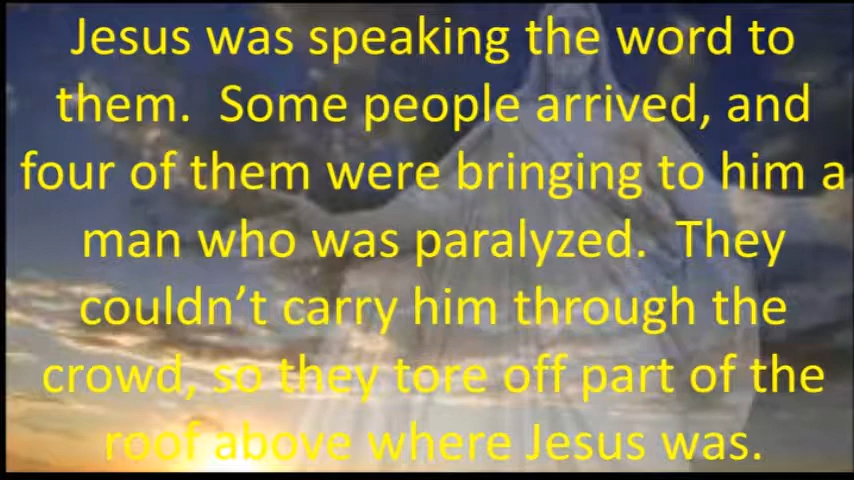 Jesus was speaking the word to
them.  Some people arrived, and
four of them were bringing to him a
man who was paralyzed.  They
couldn’t carry him through the
crowd, so they tore off part of the
roof above where Jesus was.